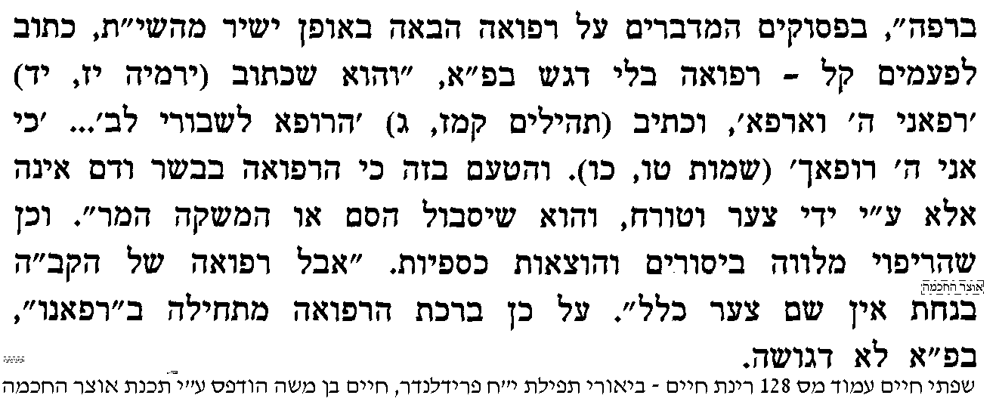 ברפה״, בפסוקים המדברים על רפואה הבאה באופן ישיר מהשי״ת, כתוב
לפעמים קל - רפואה בלי דגש בפ״א, ״והוא שכתוב (ירמיה יז, יד)
׳רפאני ה׳ וארפא׳, וכתיב (תהילים קמז, ג) ׳הרופא לשבורי לב׳... ׳כי
אני ה׳ רופאך׳ (שמות טו, כו). והטעם בזה כי הרפואה בבשר ודם אינה
אלא ע״י ידי צער וטורח, והוא שיסבול הסם או המשקה המר״. וכן
שהריפוי מלווה ביסורים והוצאות כספיות. ״אבל רפואה של הקב״ה
אוצר החכמה
בנחת אין שם צער כלל״. על כן ברכת הרפואה מתחילה ב״רפאנו״,
בפ״א לא דגושה.
שפתי חיים עמוד מס 128 רינת חיים - ביאורי תפילת י״ח פרידלנדר, חיים בן משה הודפס ע״י תכנת אוצר החכמה